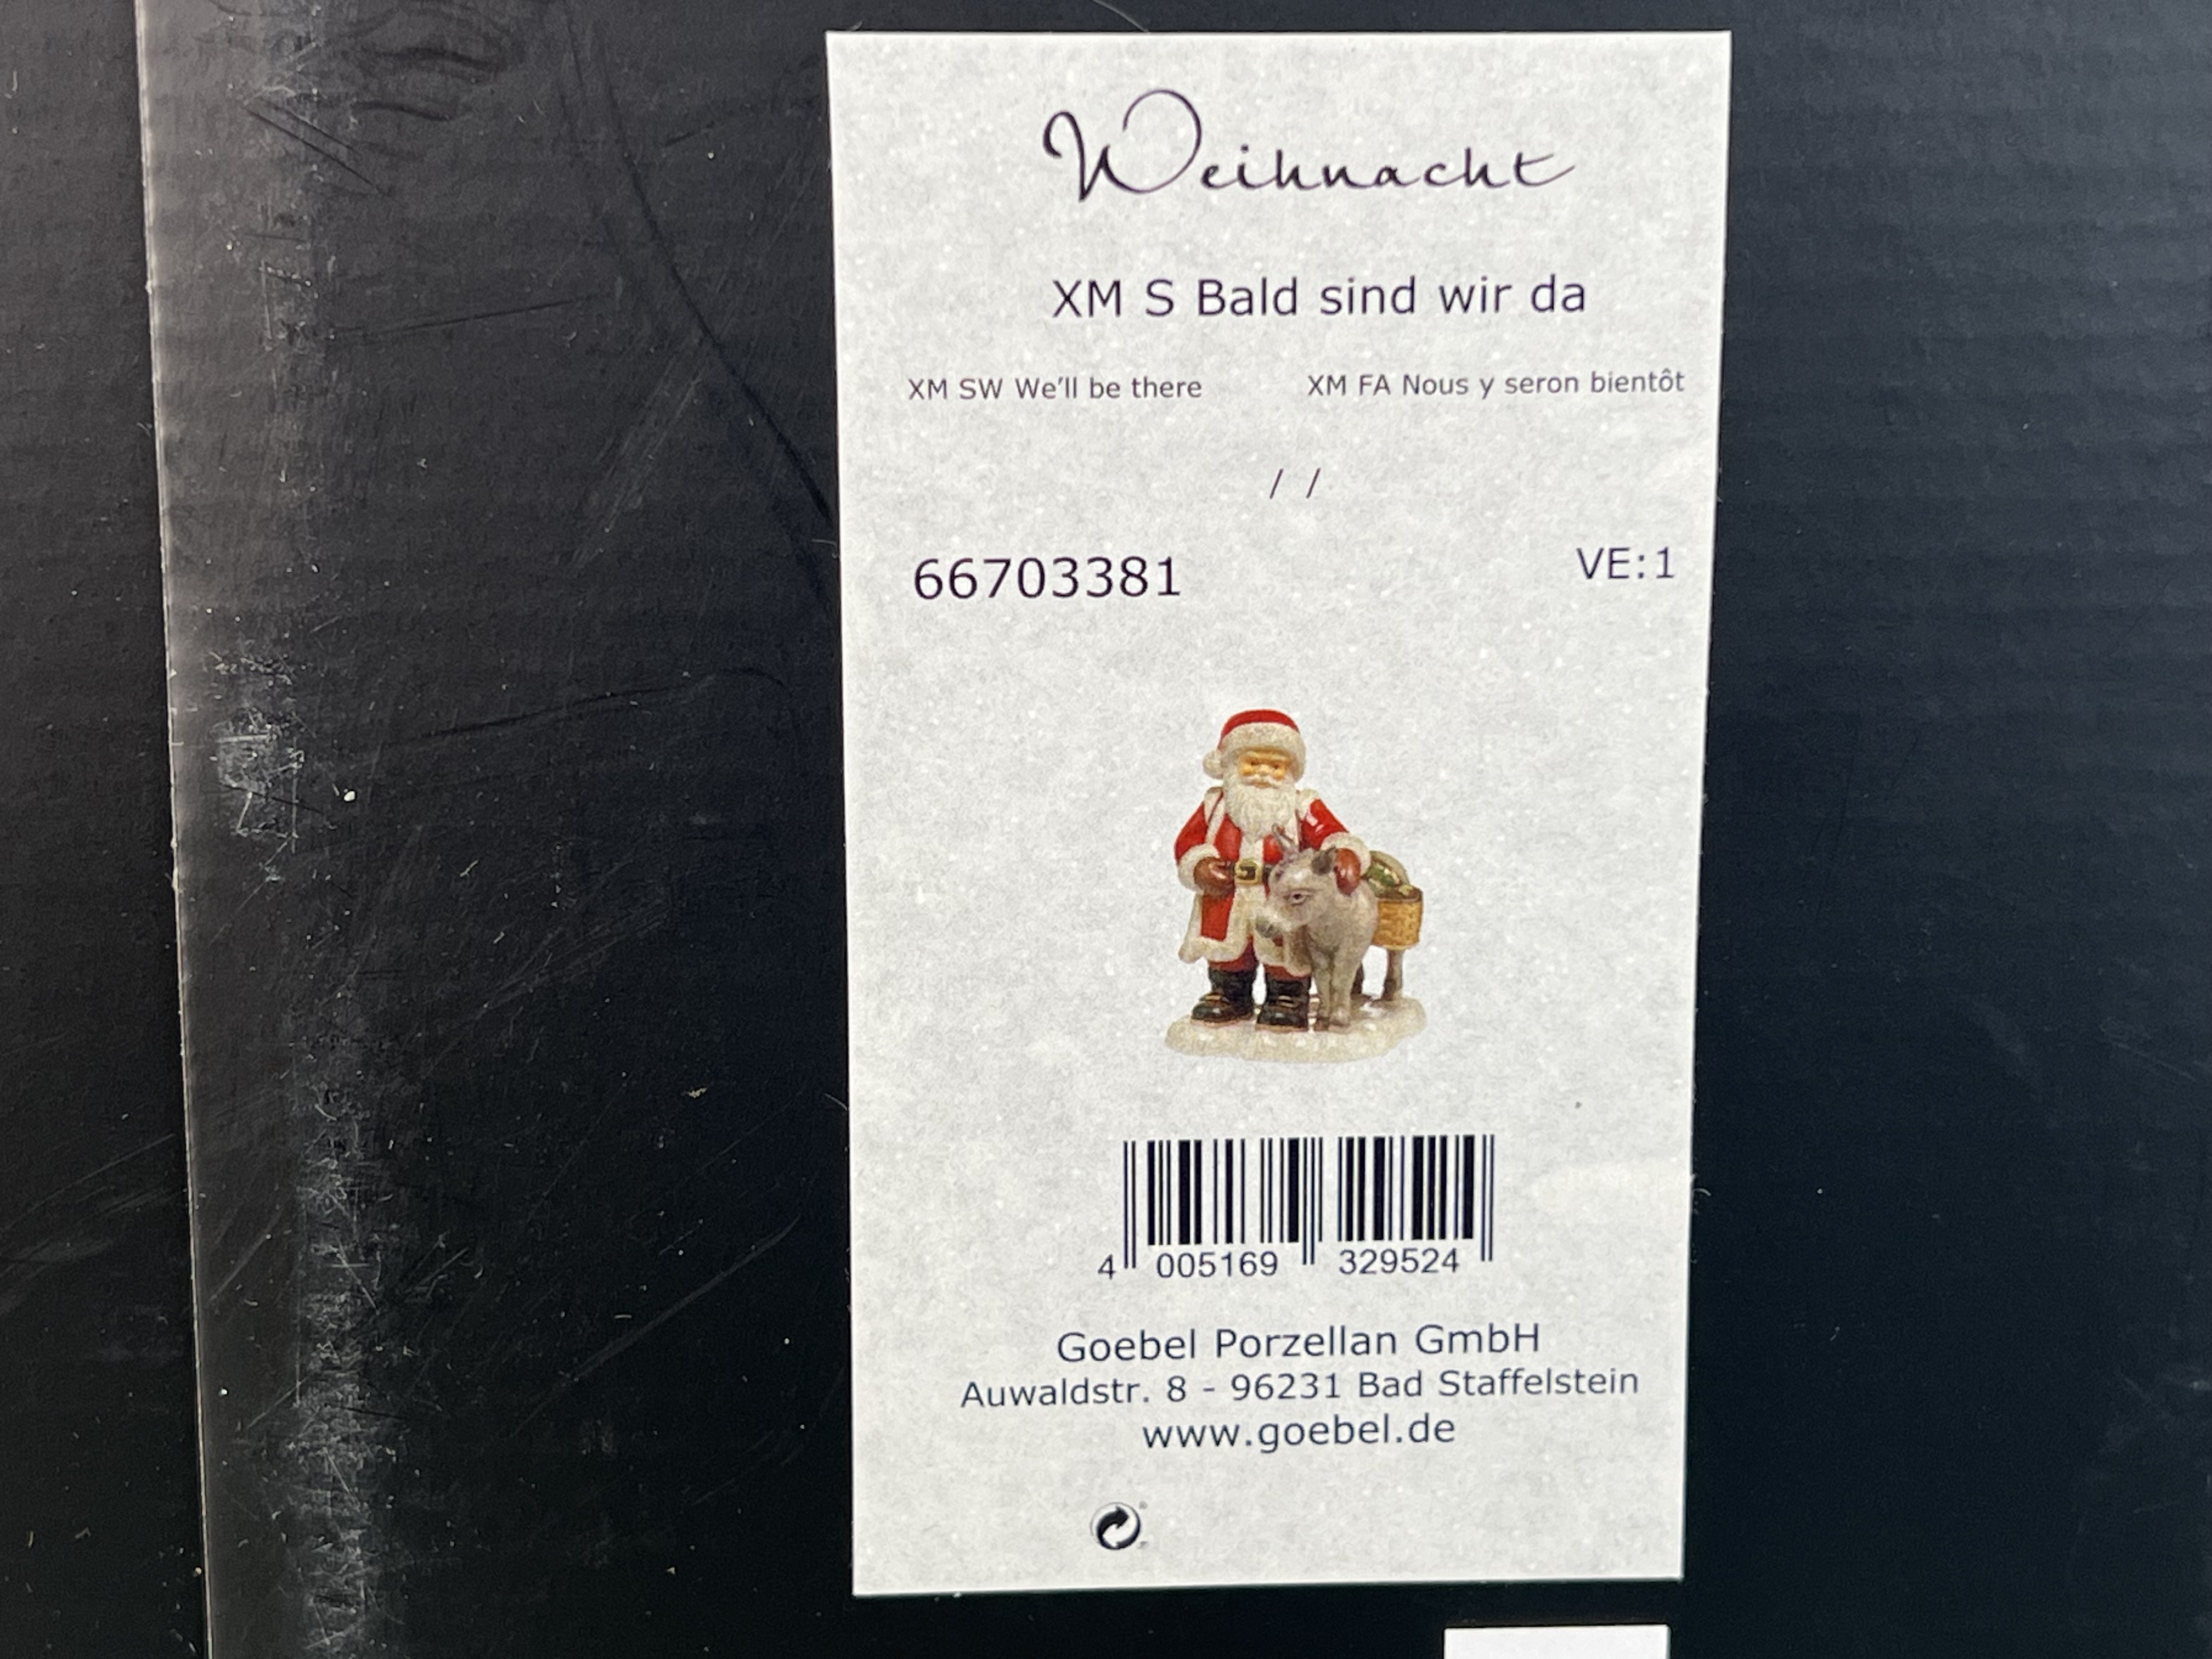 Weihnacht
XM S Bald sind wir da
XM SW We'll be there XM FA Nous y seron bientôt
/ /
66703381 VE:1
4 005169 329524
Goebel Porzellan GmbH
Auwaldstr. 8 - 96231 Bad Staffelstein
www.goebel.de